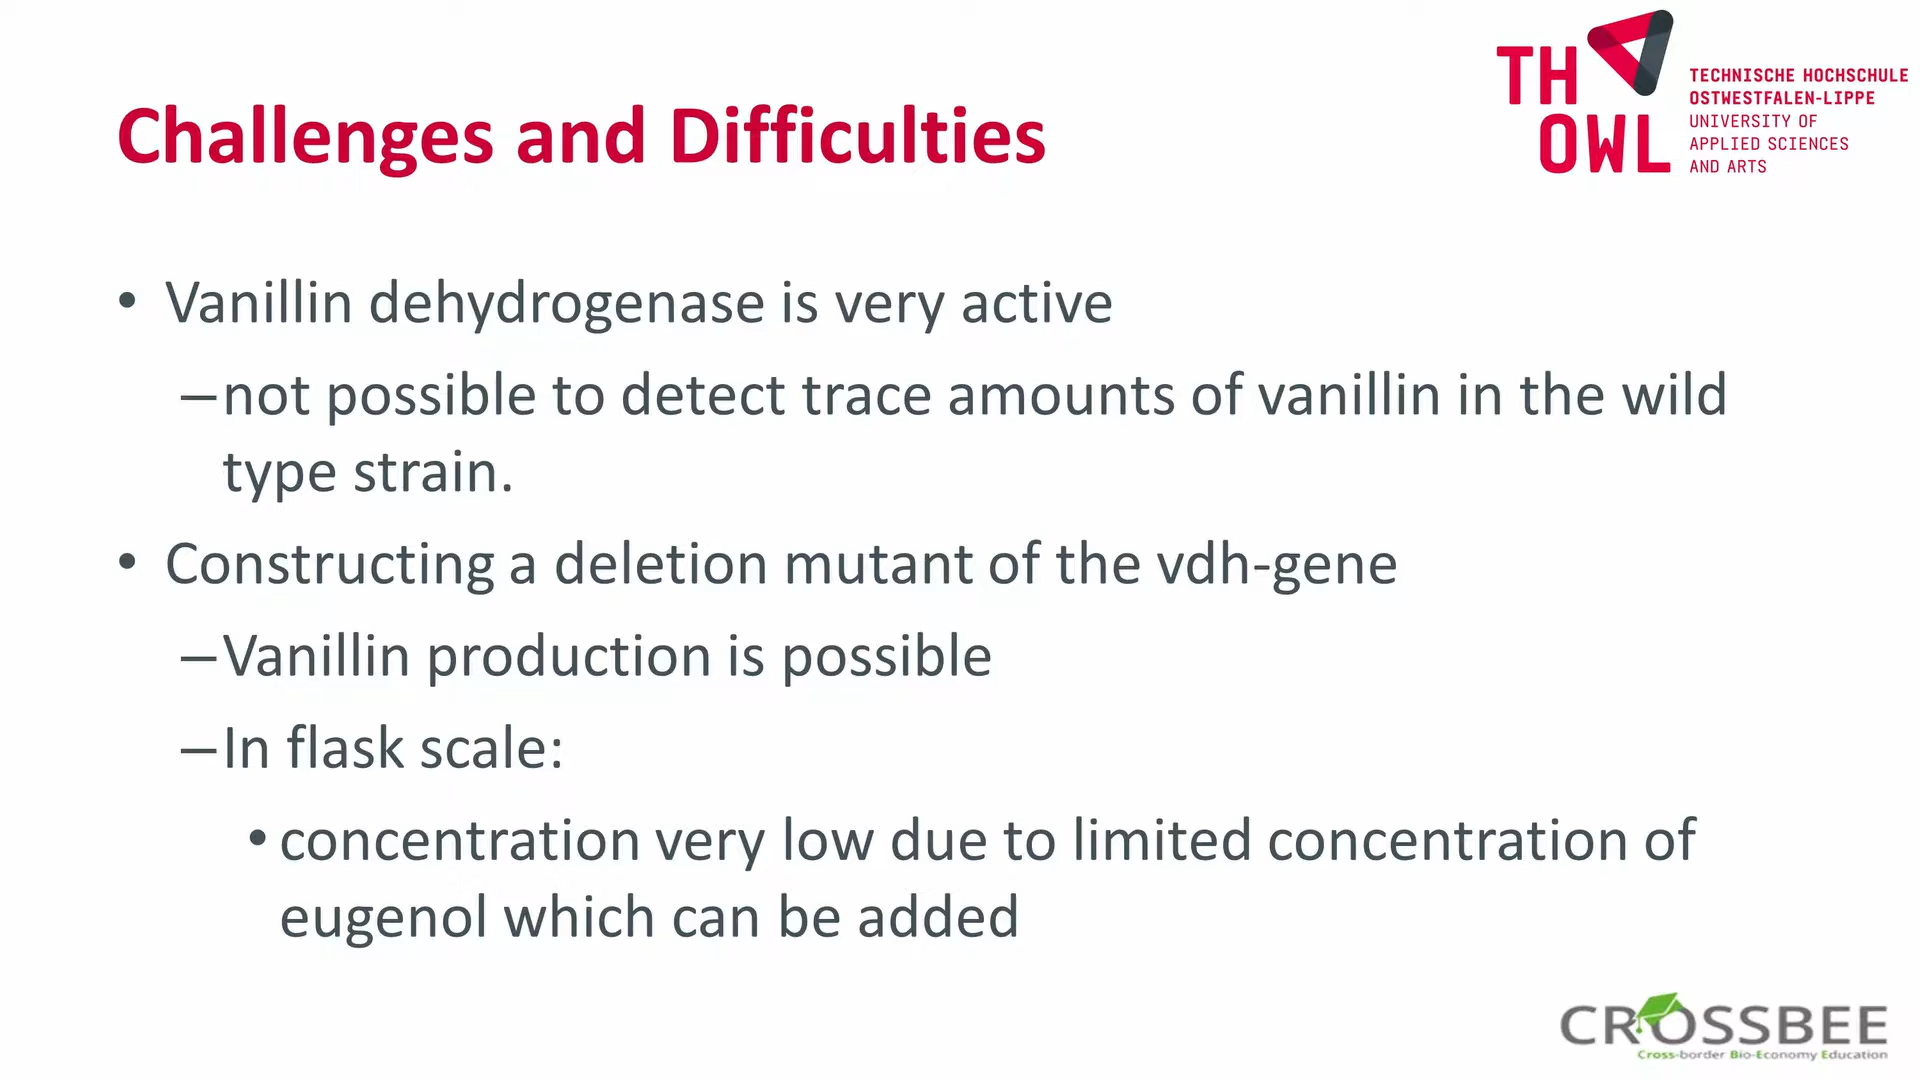 TH OWL
TECHNISCHE HOCHSCHULE
OSTWESTFALEN-LIPPE
UNIVERSITY OF
APPLIED SCIENCES
AND ARTS
Challenges and Difficulties
• Vanillin dehydrogenase is very active
–not possible to detect trace amounts of vanillin in the wild
type strain.
• Constructing a deletion mutant of the vdh-gene
–Vanillin production is possible
–In flask scale:
• concentration very low due to limited concentration of
eugenol which can be added
CROSSBEE
Cross-border Bio-Economy Education